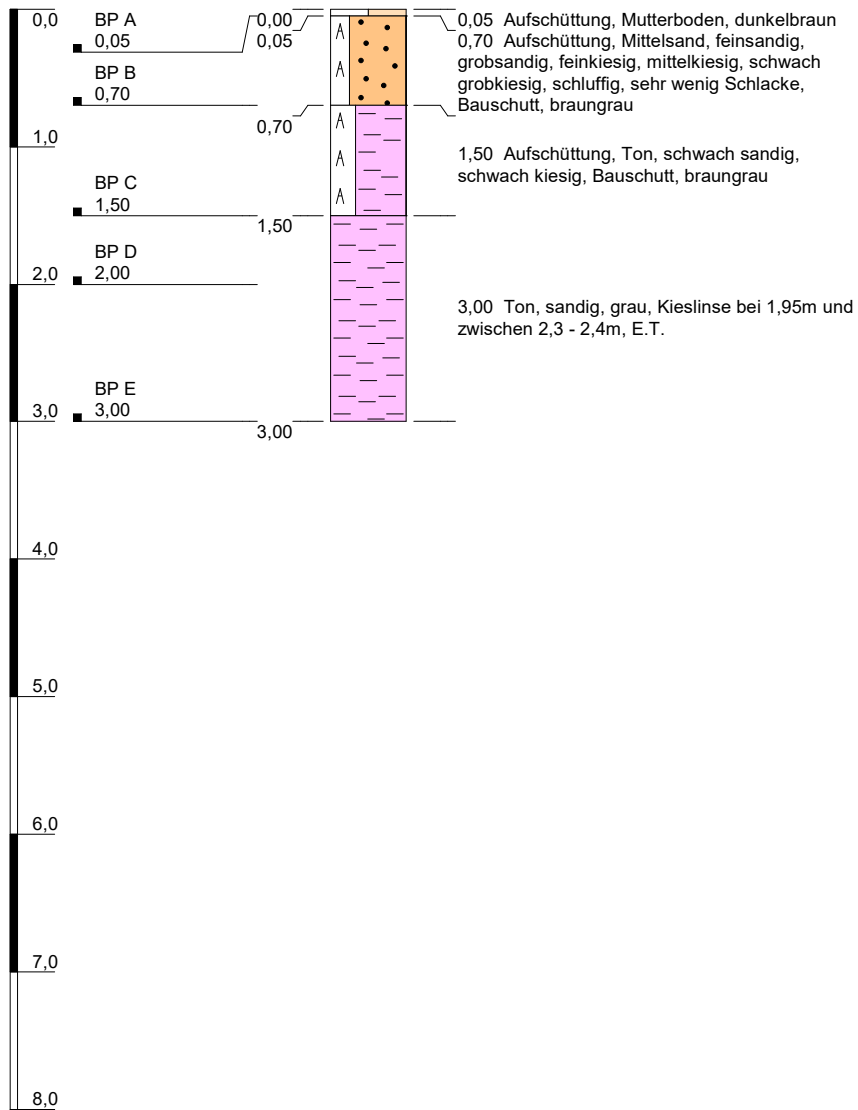 0,0
1,0
2,0
3,0
4,0
5,0
6,0
7,0
8,0
BP A
0,05
BP B
0,70
BP C
1,50
BP D
2,00
BP E
3,00
0,00
0,05
0,70
1,50
3,00
A
A
A
A
A
0,05 Aufschüttung, Mutterboden, dunkelbraun
0,70 Aufschüttung, Mittelsand, feinsandig,
grobsandig, feinkiesig, mittelkiesig, schwach
grobkiesig, schluffig, sehr wenig Schlacke,
Bauschutt, braungrau
1,50 Aufschüttung, Ton, schwach sandig,
schwach kiesig, Bauschutt, braungrau
3,00 Ton, sandig, grau, Kieslinse bei 1,95m und
zwischen 2,3 - 2,4m, E.T.